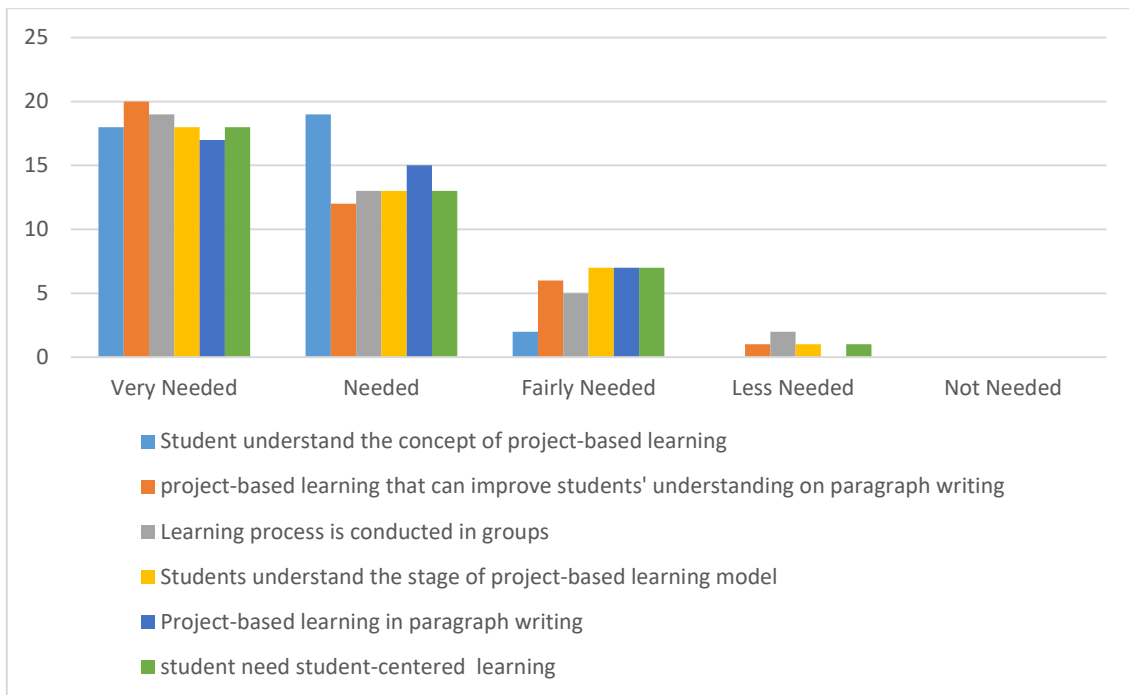 25
20
15
10
5
0
Very Needed Needed Fairly Needed Less Needed Not Needed
Student understand the concept of project-based learning
project-based learning that can improve students' understanding on paragraph writing
Learning process is conducted in groups
Students understand the stage of project-based learning model
Project-based learning in paragraph writing
student need student-centered learning